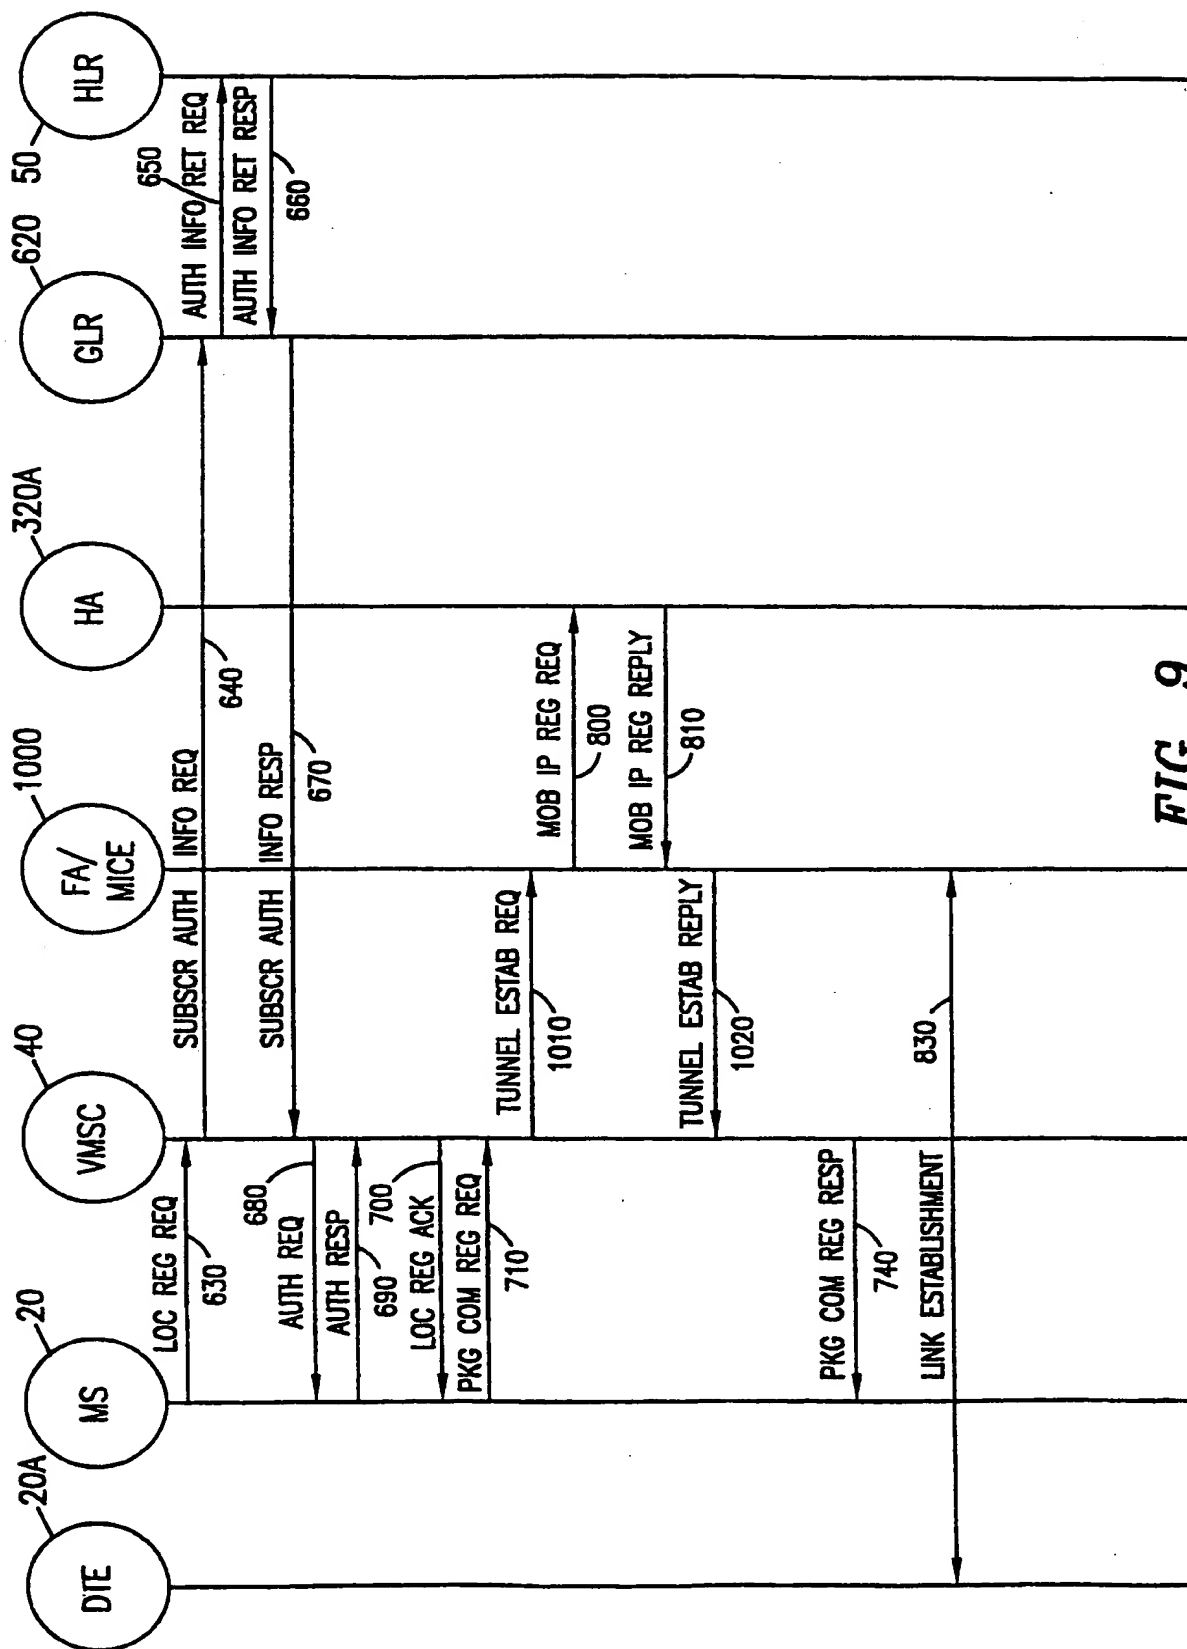 DTE
20A
MS
20
VMSC
40
FA/
MICE
1000
HA
320A
GLR
620
HLR
50
LOC REG REQ
630
SUBSCR AUTH INFO REQ
640
AUTH INFO RET REQ
650
AUTH INFO RET RESP
660
SUBSCR AUTH INFO RESP
670
AUTH REQ
680
AUTH RESP
690
LOC REG ACK
700
PKG COM REG REQ
710
TUNNEL ESTAB REQ
1010
MOB IP REG REQ
800
MOB IP REG REPLY
810
TUNNEL ESTAB REPLY
1020
PKG COM REG RESP
740
LINK ESTABLISHMENT
830
FIG 9